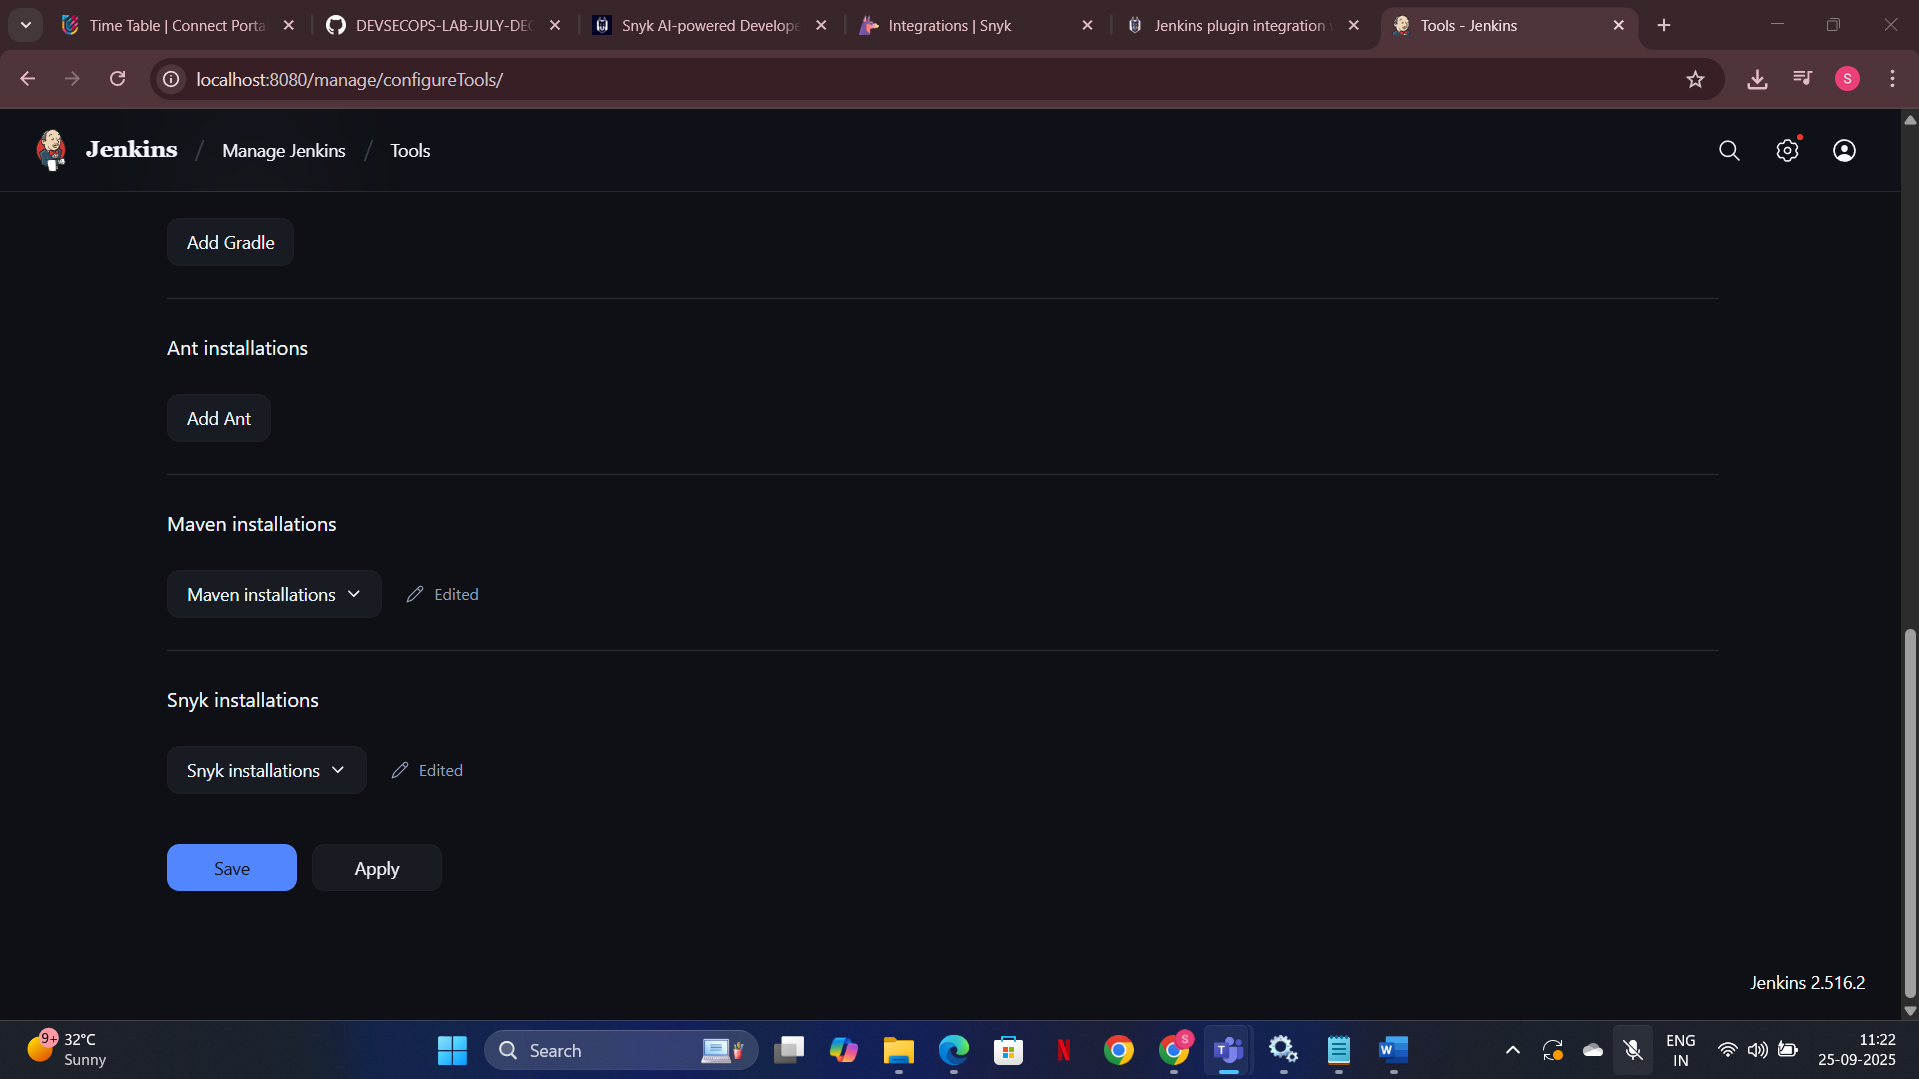 Time Table | Connect Porta
DEVSECOPS-LAB-JULY-DEC
Snyk AI-powered Develope
Integrations | Snyk
Jenkins plugin integration
Tools - Jenkins
localhost:8080/manage/configureTools/
S
Jenkins / Manage Jenkins / Tools
Add Gradle
Ant installations
Add Ant
Maven installations
Maven installations
Edited
Snyk installations
Snyk installations
Edited
Save
Apply
Jenkins 2.516.2
9+
32°C
Sunny
Search
S
ENG
IN
11:22
25-09-2025